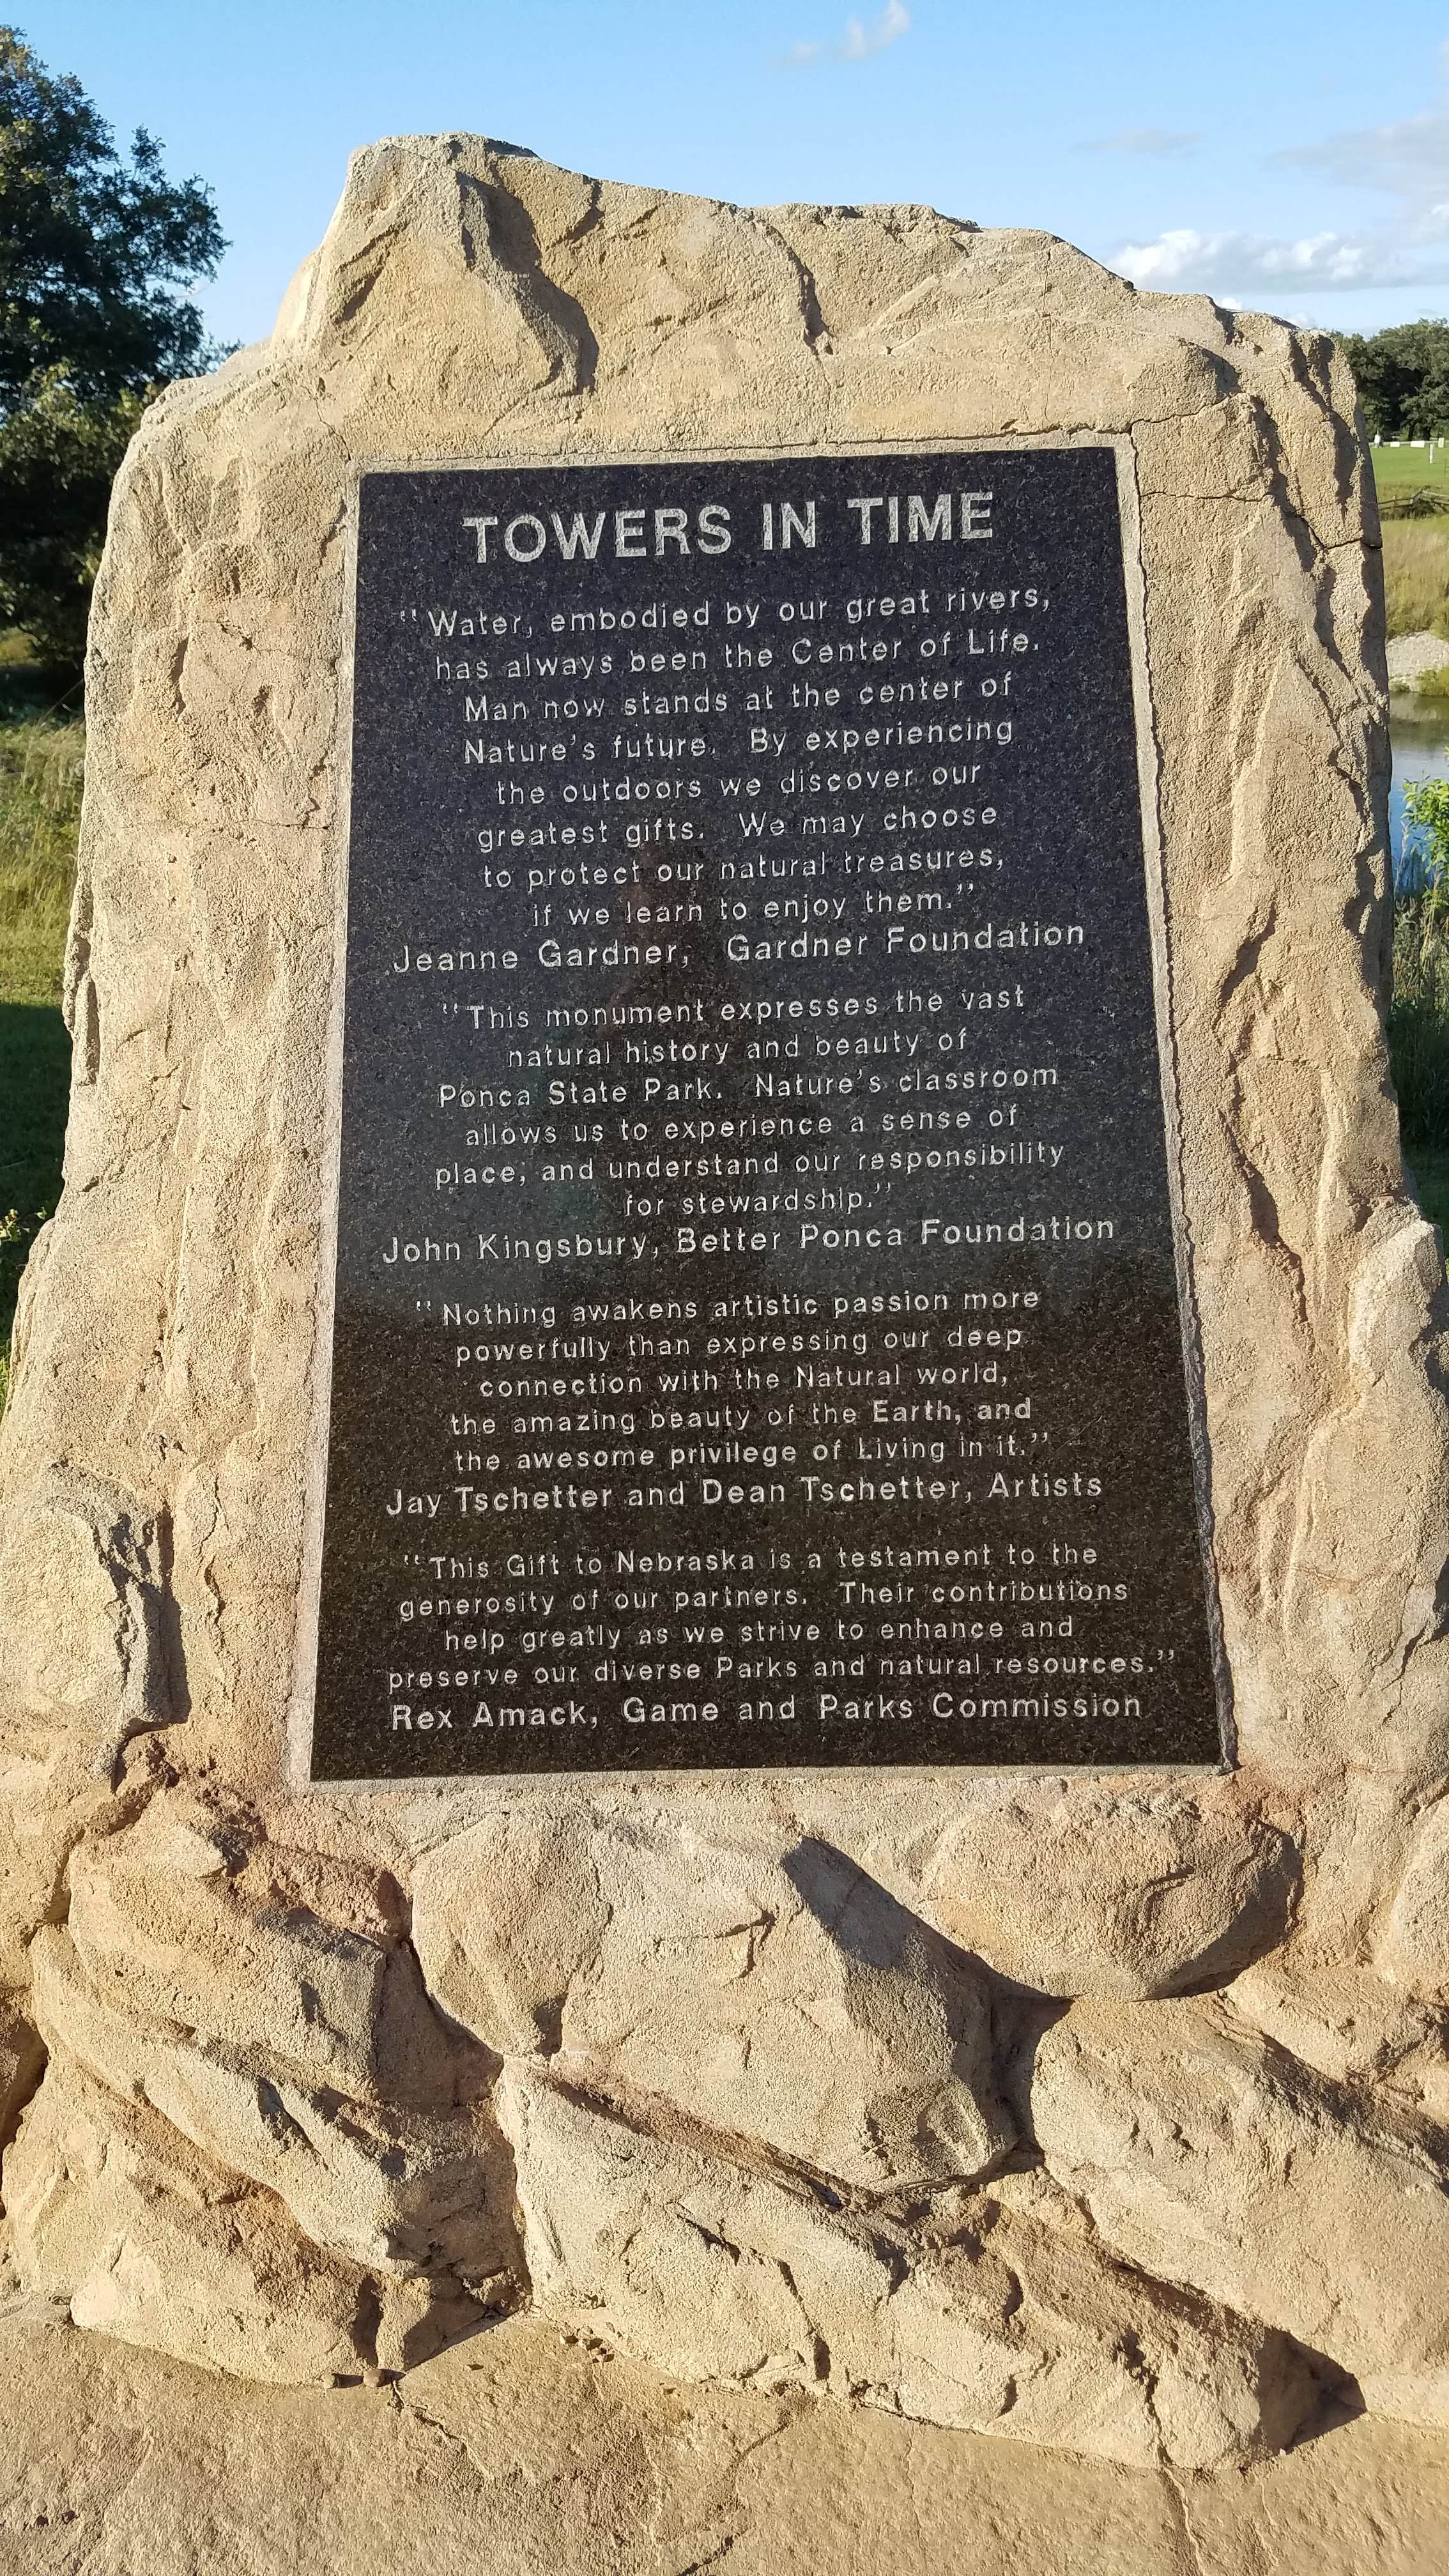 TOWERS IN TIME
"Water, embodied by our great rivers,
has always been the Center of Life.
Man now stands at the center of
Nature's future. By experiencing
the outdoors we discover our
greatest gifts. We may choose
to protect our natural treasures,
if we learn to enjoy them."
Jeanne Gardner, Gardner Foundation
"This monument expresses the vast
natural history and beauty of
Ponca State Park. Nature's classroom
allows us to experience a sense of
place, and understand our responsibility
for stewardship."
John Kingsbury, Better Ponca Foundation
"Nothing awakens artistic passion more
powerfully than expressing our deep
connection with the Natural world,
the amazing beauty of the Earth, and
the awesome privilege of Living in it."
Jay Tschetter and Dean Tschetter, Artists
"This Gift to Nebraska is a testament to the
generosity of our partners. Their contributions
help greatly as we strive to enhance and
preserve our diverse Parks and natural resources."
Rex Amack, Game and Parks Commission